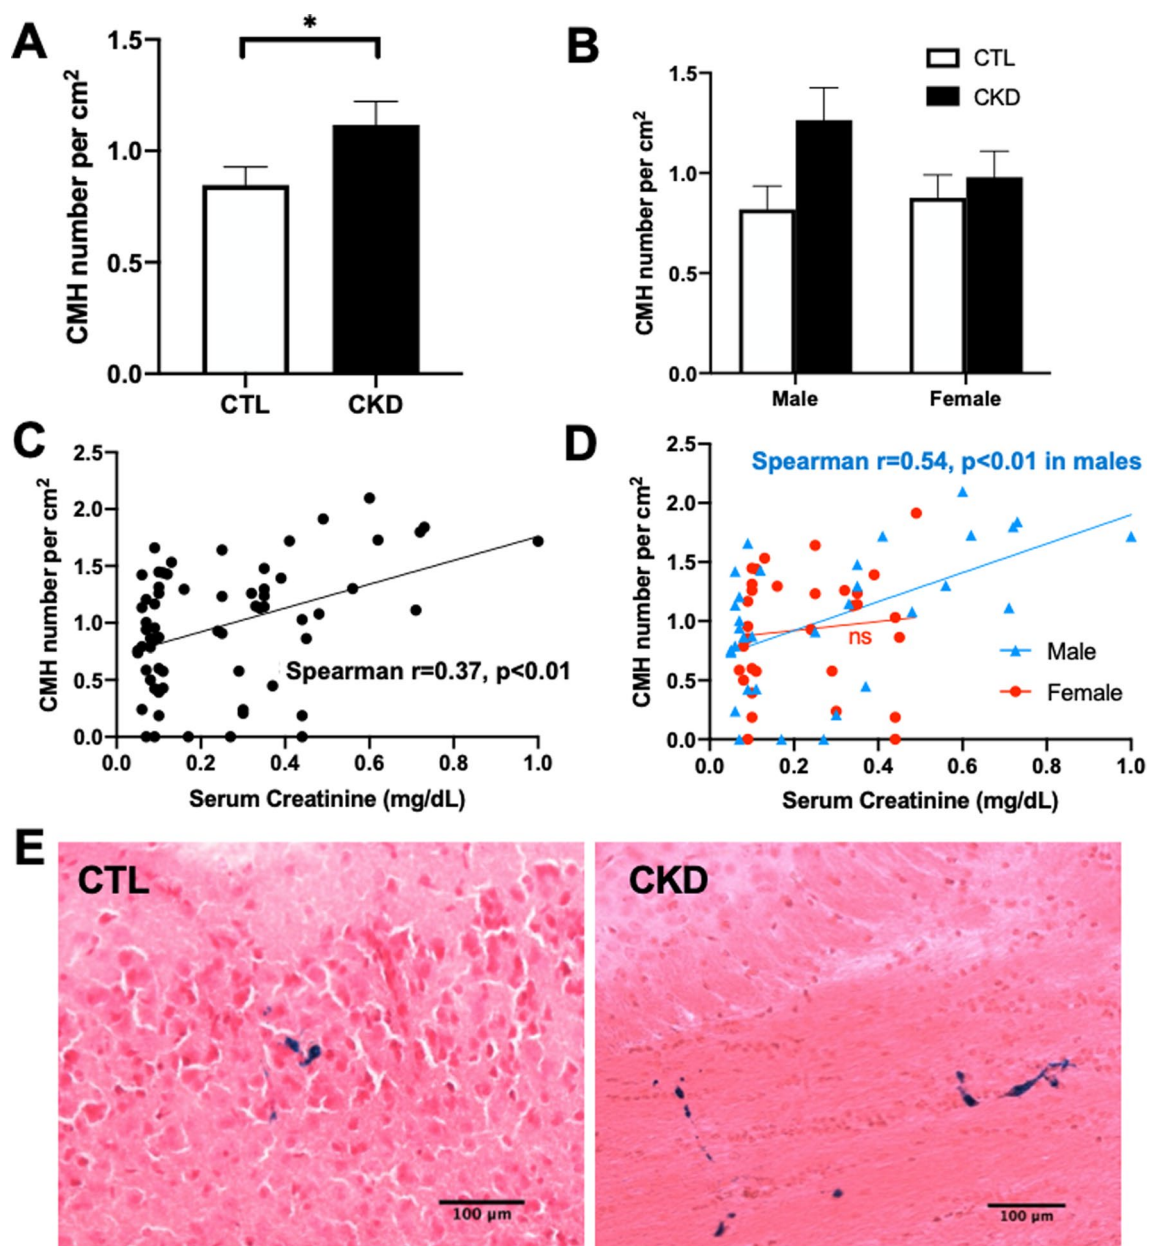 A
CMH number per cm2
1.5
1.0
0.5
0.0
*
CTL
CKD
B
CMH number per cm2
1.5
1.0
0.5
0.0
CTL
CKD
Male
Female
C
CMH number per cm2
2.5
2.0
1.5
1.0
0.5
0.0
Spearman r=0.37, p<0.01
0.0 0.2 0.4 0.6 0.8 1.0
Serum Creatinine (mg/dL)
D
CMH number per cm2
2.5
2.0
1.5
1.0
0.5
0.0
Spearman r=0.54, p<0.01 in males
ns
Male
Female
0.0 0.2 0.4 0.6 0.8 1.0
Serum Creatinine (mg/dL)
E
CTL
100 μm
CKD
100 μm